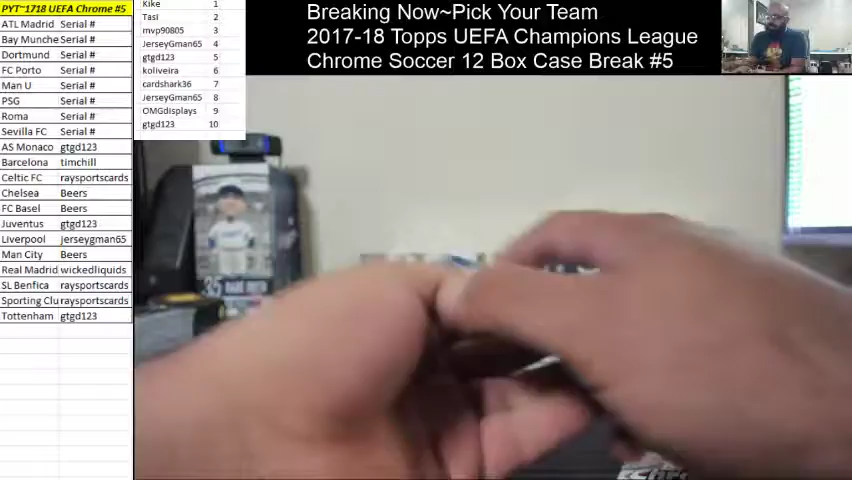 PYT~1718 UEFA Chrome #5
ATL Madrid Serial #
Bay Munche Serial #
Dortmund Serial #
FC Porto Serial #
Man U Serial #
PSG Serial #
Roma Serial #
Sevilla FC Serial #
AS Monaco gtgd123
Barcelona timchill
Celtic FC raysportscards
Chelsea Beers
FC Basel Beers
Juventus gtgd123
Liverpool jerseygman65
Man City Beers
Real Madrid wickedliquids
SL Benfica raysportscards
Sporting Clu raysportscards
Tottenham gtgd123
Kike 1
Tasi 2
mvp90805 3
JerseyGman65 4
gtgd123 5
koliveira 6
cardshark36 7
JerseyGman65 8
OMGdisplays 9
gtgd123 10
Breaking Now~Pick Your Team
2017-18 Topps UEFA Champions League
Chrome Soccer 12 Box Case Break #5
35